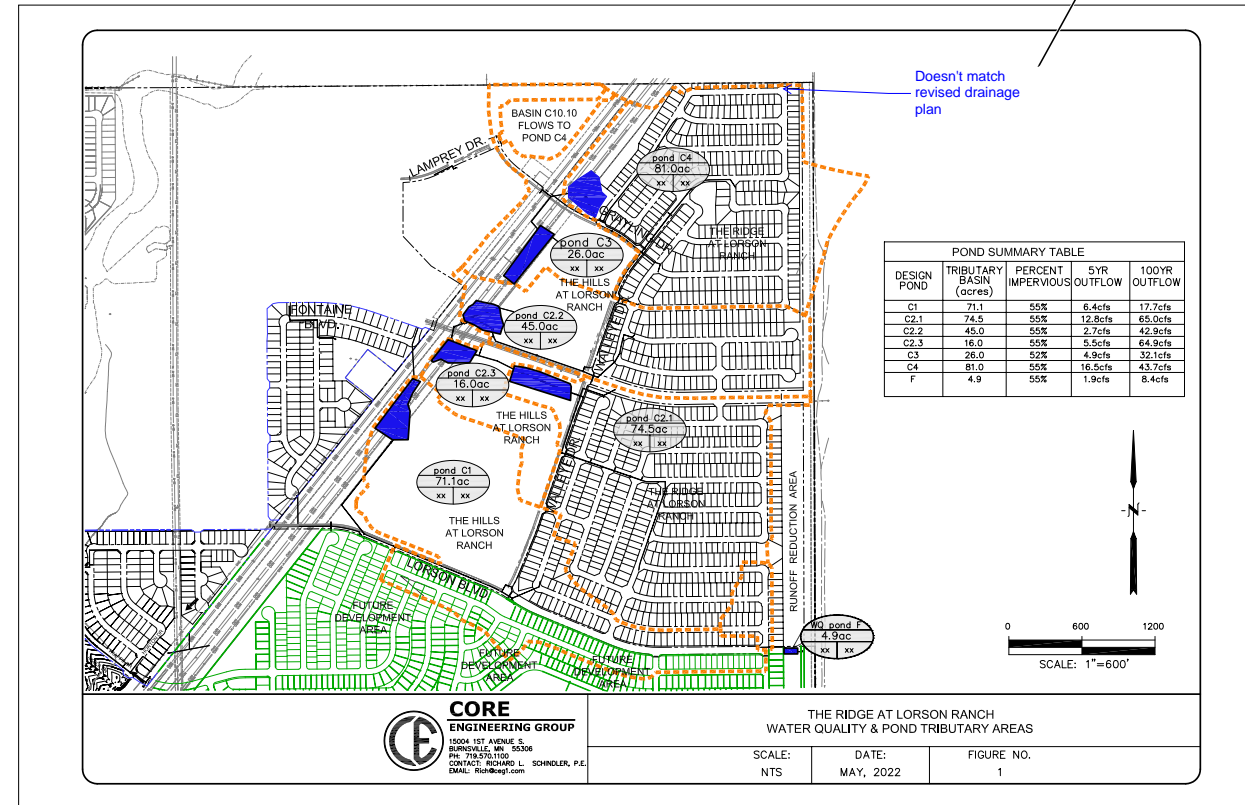 Doesn't match
revised drainage
plan
BASIN C10.10
FLOWS TO
POND C4
LAMPREY DR.
pond C4
81.0ac
xx xx
GRAYLING DR.
THE RIDGE
AT LORSON
RANCH
pond C3
26.0ac
xx xx
THE HILLS
AT LORSON
RANCH
FONTAINE
BLVD.
pond C2.2
45.0ac
xx xx
WALLEYE DR.
pond C2.3
16.0ac
xx xx
THE HILLS
AT LORSON
RANCH
pond C2.1
74.5ac
xx xx
WALLEYE DR.
pond C1
71.1ac
xx xx
THE RIDGE
AT LORSON
RANCH
THE HILLS
AT LORSON
RANCH
RUNOFF REDUCTION AREA
LORSON BLVD
FUTURE
DEVELOPMENT
AREA
FUTURE
DEVELOPMENT
AREA
FUTURE
DEVELOPMENT
AREA
WQ pond F
4.9ac
xx xx
POND SUMMARY TABLE
DESIGN POND TRIBUTARY BASIN (acres) PERCENT IMPERVIOUS 5YR OUTFLOW 100YR OUTFLOW
C1 71.1 55% 6.4cfs 17.7cfs
C2.1 74.5 55% 12.8cfs 65.0cfs
C2.2 45.0 55% 2.7cfs 42.9cfs
C2.3 16.0 55% 5.5cfs 64.9cfs
C3 26.0 52% 4.9cfs 32.1cfs
C4 81.0 55% 16.5cfs 43.7cfs
F 4.9 55% 1.9cfs 8.4cfs
N
0 600 1200
SCALE: 1"=600'
CORE
ENGINEERING GROUP
15004 1ST AVENUE S.
BURNSVILLE, MN 55306
PH: 719.570.1100
CONTACT: RICHARD L. SCHINDLER, P.E.
EMAIL: Rich@ceg1.com
THE RIDGE AT LORSON RANCH
WATER QUALITY & POND TRIBUTARY AREAS
SCALE: DATE: FIGURE NO.
NTS MAY, 2022 1